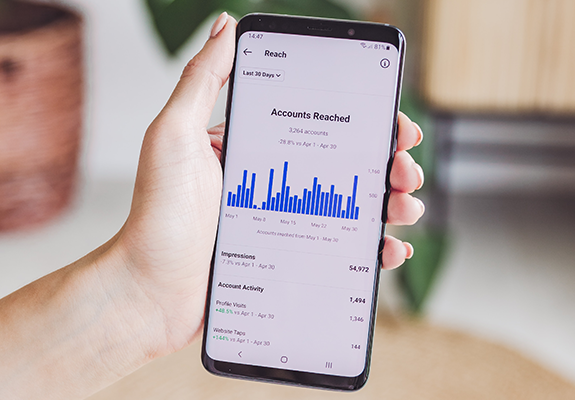 14:47
81%
Reach
Last 30 Days
Accounts Reached
3,264 accounts
-28.8% vs Apr 1 - Apr 30
1,160
500
0
May 1 May 8 May 15 May 22 May 30
Accounts reached from May 1 - May 30
Impressions
54,972
-7.3% vs Apr 1 - Apr 30
Account Activity
1,494
Profile Visits
1,346
+48.5% vs Apr 1 - Apr 30
Website Taps
144
+144% vs Apr 1 - Apr 30